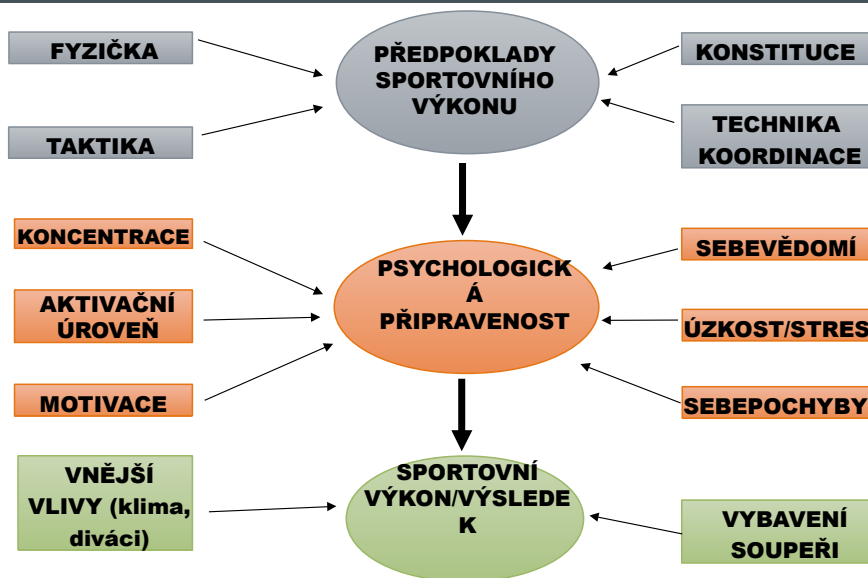 FYZIČKA
PŘEDPOKLADY
SPORTOVNÍHO
VÝKONU
KONSTITUCE
TAKTIKA
TECHNIKA
KOORDINACE
KONCENTRACE
AKTIVAČNÍ
ÚROVEŇ
MOTIVACE
PSYCHOLOGICK
Á
PŘIPRAVENOST
SEBEVĚDOMÍ
ÚZKOST/STRES
SEBEPOCHYBY
VNĚJŠÍ
VLIVY (klima,
diváci)
SPORTOVNÍ
VÝKON/VÝSLEDE
K
VYBAVENÍ
SOUPEŘI